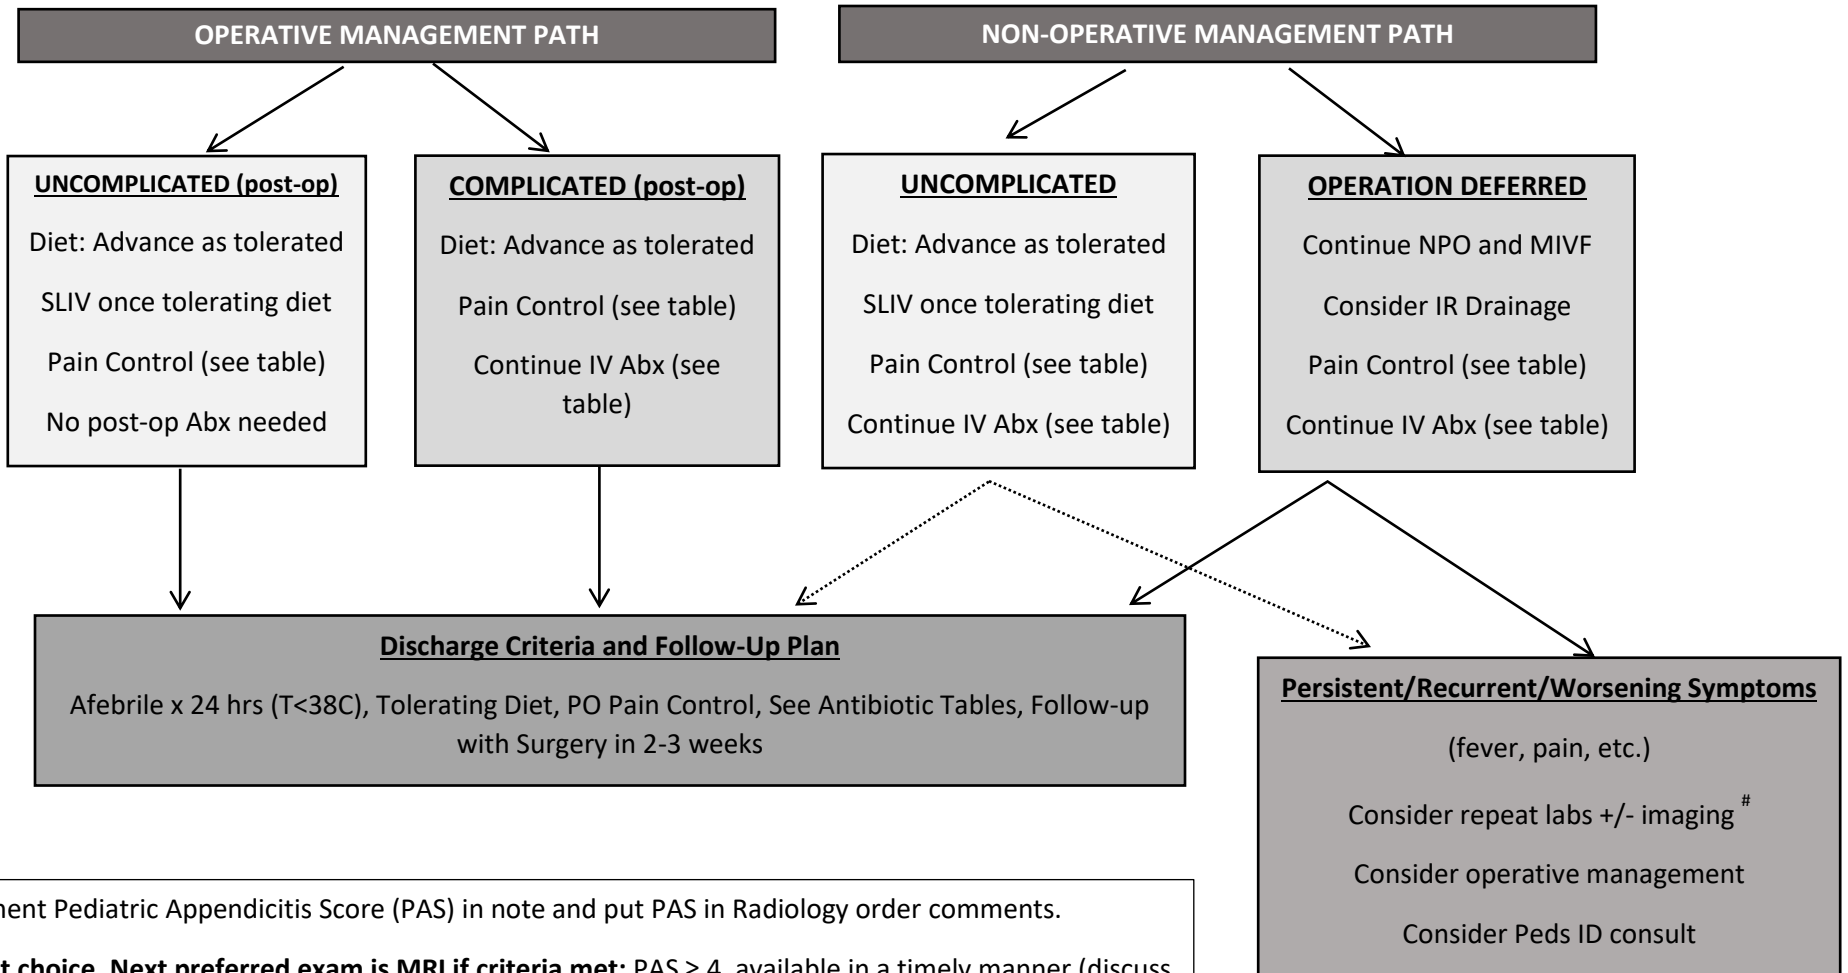 OPERATIVE MANAGEMENT PATH
NON-OPERATIVE MANAGEMENT PATH
UNCOMPLICATED (post-op)
Diet: Advance as tolerated
SLIV once tolerating diet
Pain Control (see table)
No post-op Abx needed
COMPLICATED (post-op)
Diet: Advance as tolerated
Pain Control (see table)
Continue IV Abx (see
table)
UNCOMPLICATED
Diet: Advance as tolerated
SLIV once tolerating diet
Pain Control (see table)
Continue IV Abx (see table)
OPERATION DEFERRED
Continue NPO and MIVF
Consider IR Drainage
Pain Control (see table)
Continue IV Abx (see table)
Discharge Criteria and Follow-Up Plan
Afebrile x 24 hrs (T<38C), Tolerating Diet, PO Pain Control, See Antibiotic Tables, Follow-up
with Surgery in 2-3 weeks
Persistent/Recurrent/Worsening Symptoms
(fever, pain, etc.)
Consider repeat labs +/- imaging #
Consider operative management
Consider Peds ID consult
Pediatric Appendicitis Score (PAS) in note and put PAS in Radiology order comments.
choice. Next preferred exam is MRI if criteria met: PAS ≥ 4, available in a timely manner (discuss